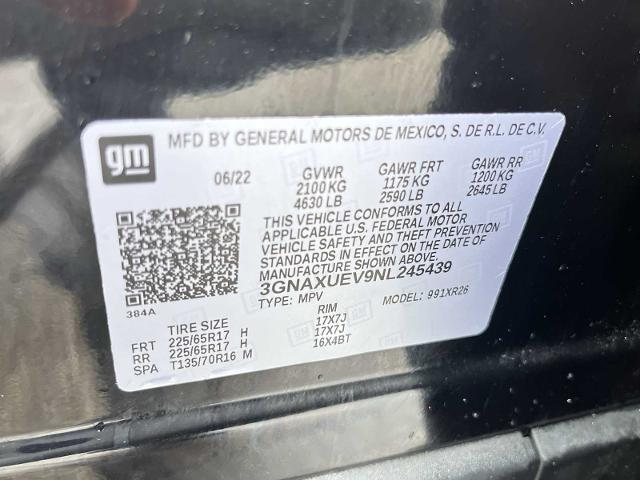 gm MFD BY GENERAL MOTORS DE MEXICO, S. DE R.L. DE C.V.
06/22 GVWR GAWR FRT GAWR RR
2100 KG 1175 KG 1200 KG
4630 LB 2590 LB 2645 LB
THIS VEHICLE CONFORMS TO ALL
APPLICABLE U.S. FEDERAL MOTOR
VEHICLE SAFETY AND THEFT PREVENTION
STANDARDS IN EFFECT ON THE DATE OF
MANUFACTURE SHOWN ABOVE.
3GNAXUEV9NL245439
384A TYPE: MPV MODEL: 991XR26
TIRE SIZE RIM
FRT 225/65R17 H 17X7J
RR 225/65R17 H 17X7J
SPA T135/70R16 M 16X4BT